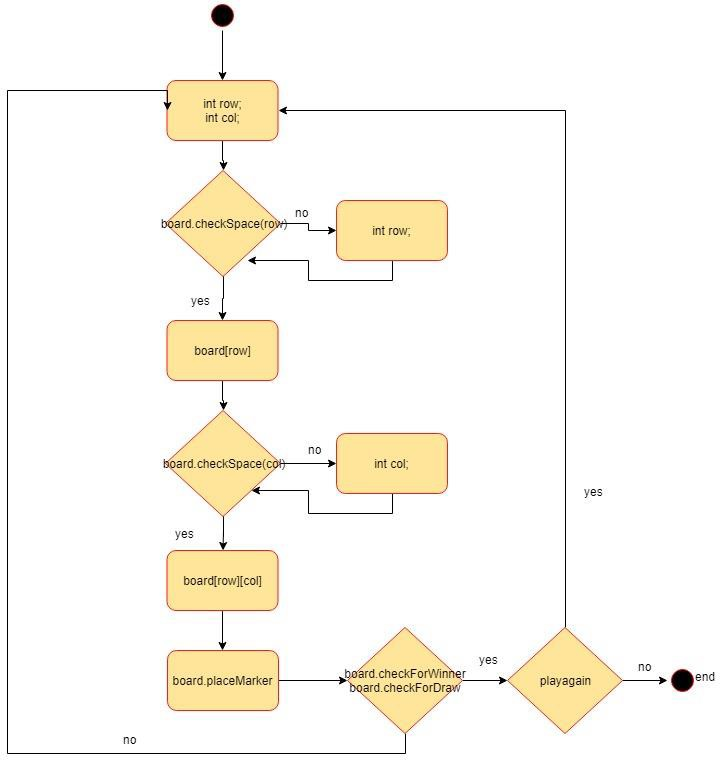 int row;
int col;
board.checkSpace(row)
no
int row;
yes
board[row]
board.checkSpace(col)
no
int col;
yes
yes
board[row][col]
board.placeMarker
board.checkForWinner
board.checkForDraw
yes
playagain
no
end
no